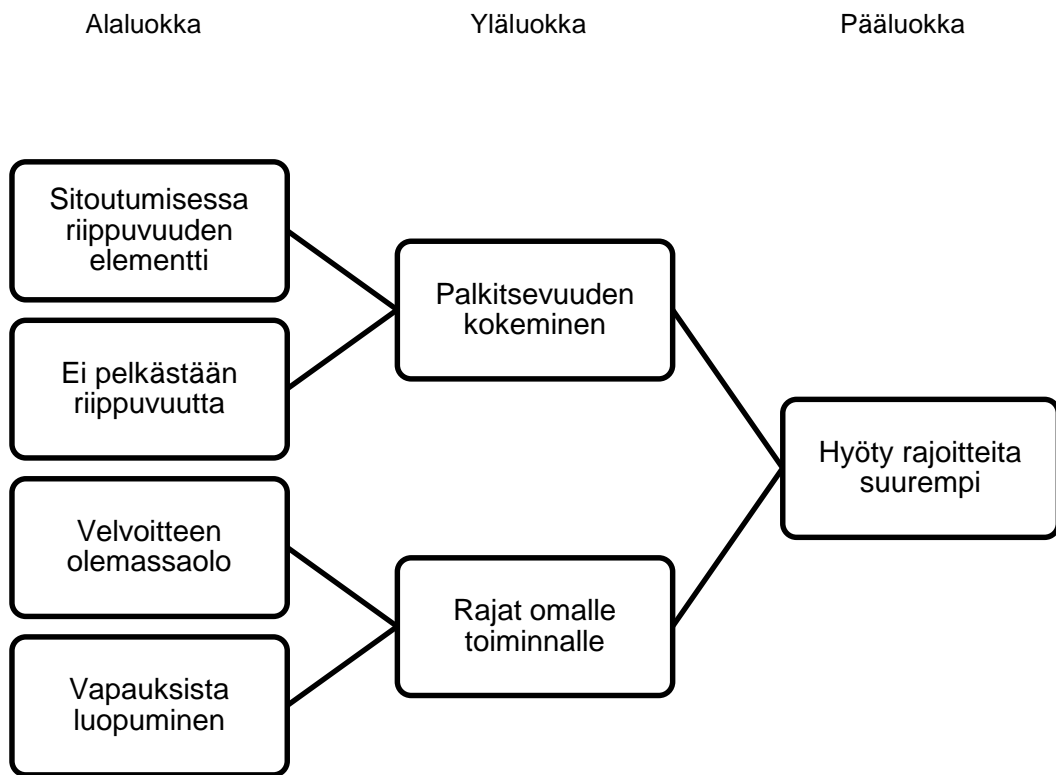 Alaluokka
Yläluokka
Pääluokka
Sitoutumisessa
riippuvuuden
elementti
Ei pelkästään
riippuvuutta
Velvoitteen
olemassaolo
Vapauksista
luopuminen
Palkitsevuuden
kokeminen
Rajat omalle
toiminnalle
Hyöty rajoitteita
suurempi